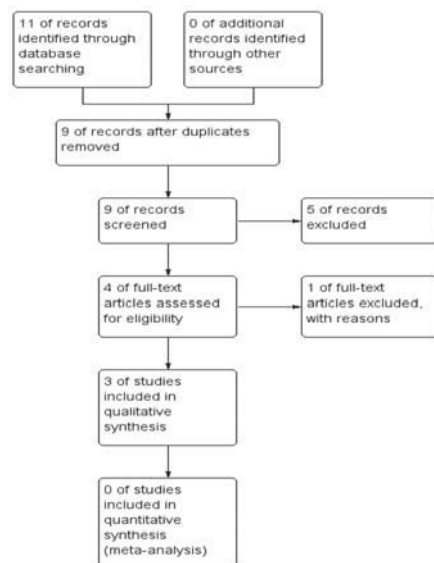 11 of records
identified through
database
searching
0 of additional
records identified
through other
sources
9 of records after duplicates
removed
9 of records
screened
5 of records
excluded
4 of full-text
articles assessed
for eligibility
1 of full-text
articles excluded,
with reasons
3 of studies
included in
qualitative
synthesis
0 of studies
included in
quantitative
synthesis
(meta-analysis)